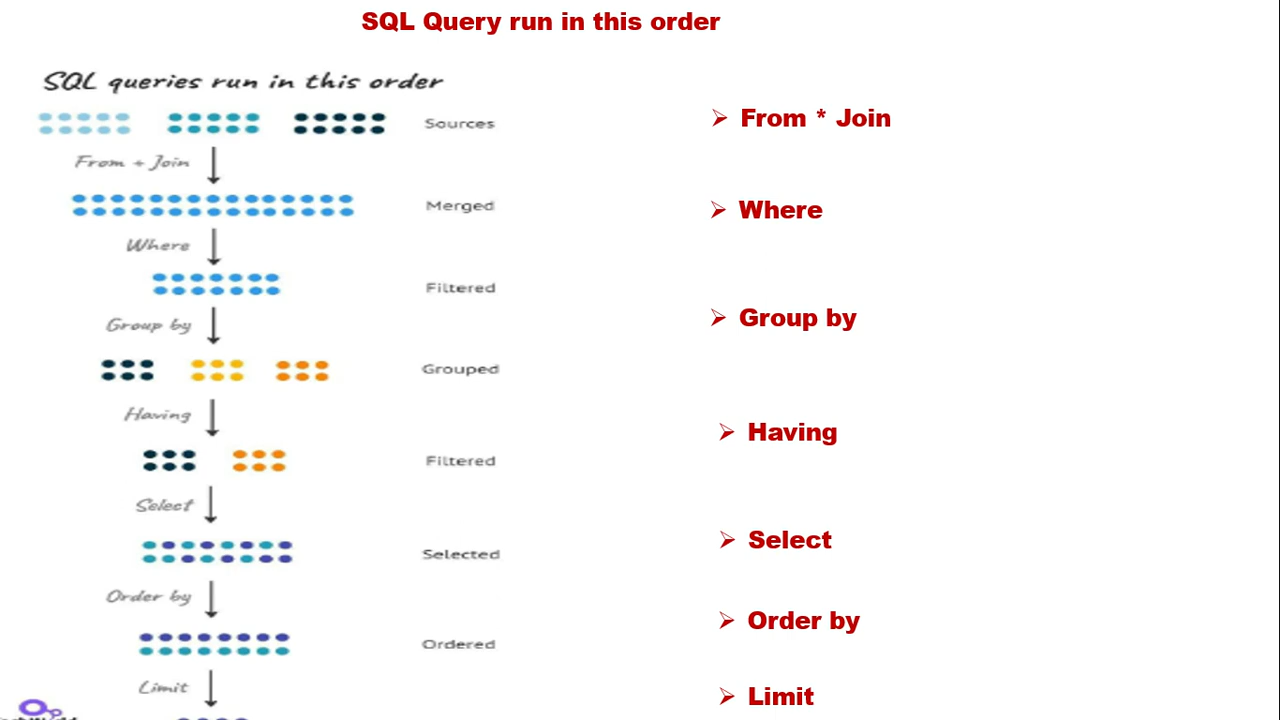 SQL Query run in this order
SQL queries run in this order
Sources
From + Join
Merged
Where
Filtered
Group by
Grouped
Having
Filtered
Select
Selected
Order by
Ordered
Limit
➢ From * Join
➢ Where
➢ Group by
➢ Having
➢ Select
➢ Order by
➢ Limit